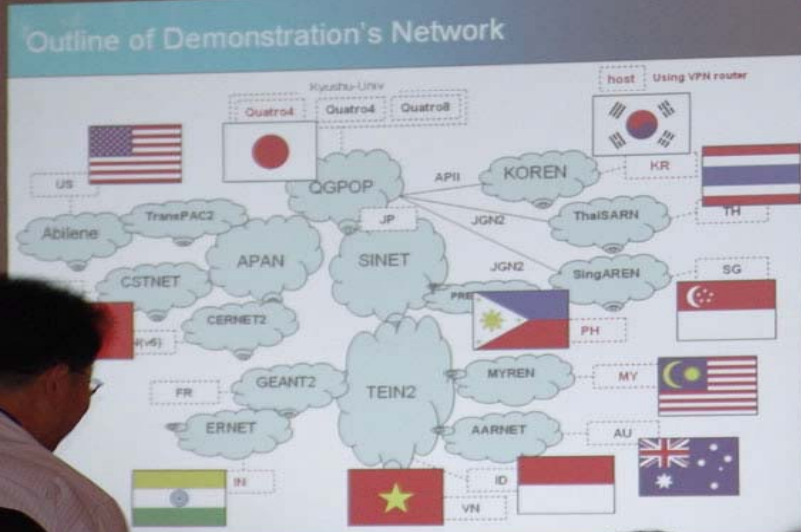 Outline of Demonstration's Network
Kyushu-Univ
host Using VPN router
Quatro4 Quatro4 Quatro8
US
TransPAC2
QGPOP
APII
KOREN
KR
Abilene
JP
ThaiSARN
TH
APAN
SINET
JGN2
CSTNET
JGN2
SingAREN
SG
PRE
CERNET2
(v6)
PH
FR
GEANT2
TEIN2
MYREN
MY
ERNET
AARNET
AU
IN
ID
VN